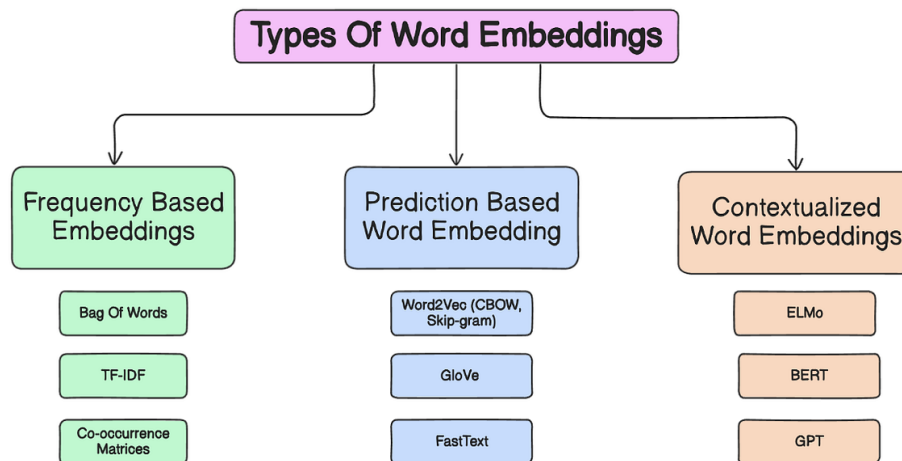 Types Of Word Embeddings
Frequency Based
Embeddings
Prediction Based
Word Embedding
Contextualized
Word Embeddings
Bag Of Words
Word2Vec (CBOW,
Skip-gram)
ELMo
TF-IDF
GloVe
BERT
Co-occurrence
Matrices
FastText
GPT